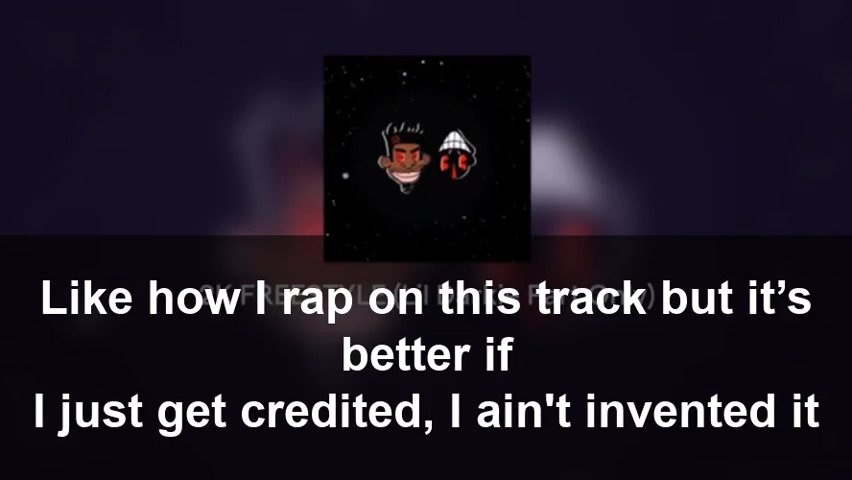 Like how I rap on this track but it’s
better if
I just get credited, I ain't invented it